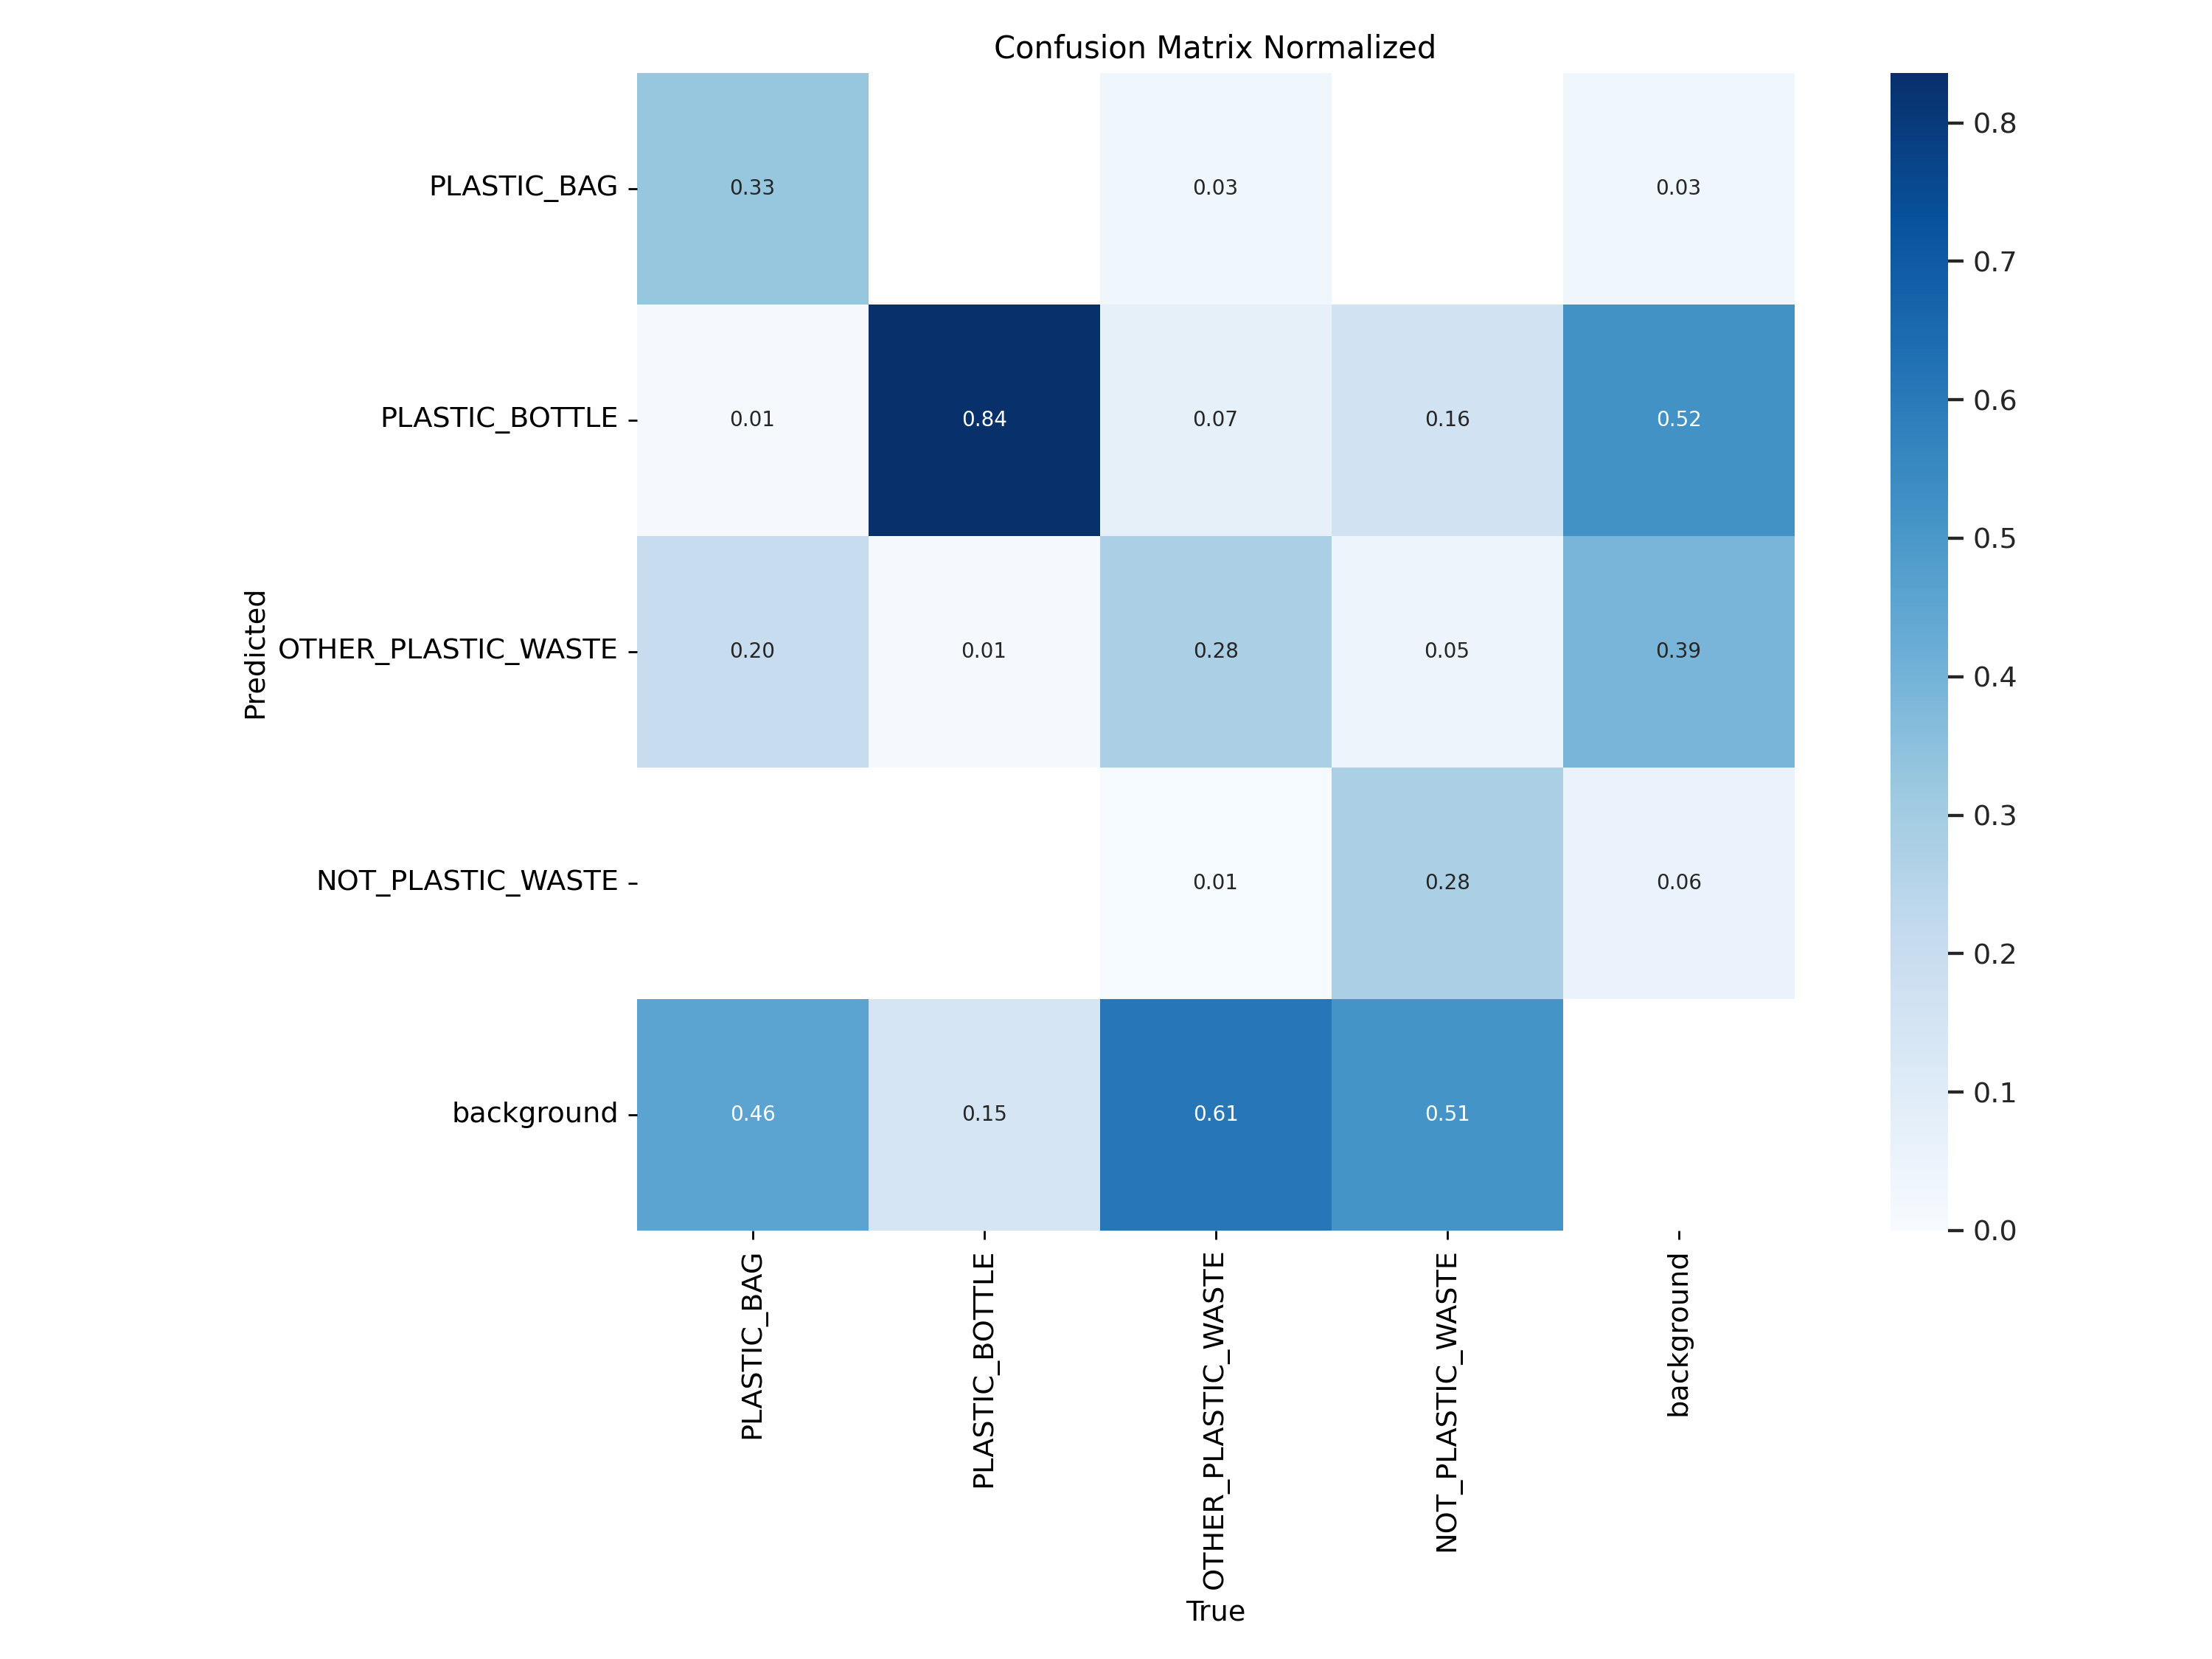 Confusion Matrix Normalized
PLASTIC_BAG
0.33
0.03
0.03
PLASTIC_BOTTLE
0.01
0.84
0.07
0.16
0.52
OTHER_PLASTIC_WASTE
0.20
0.01
0.28
0.05
0.39
NOT_PLASTIC_WASTE
0.01
0.28
0.06
background
0.46
0.15
0.61
0.51
Predicted
PLASTIC_BAG
PLASTIC_BOTTLE
OTHER_PLASTIC_WASTE
NOT_PLASTIC_WASTE
background
True
0.8
0.7
0.6
0.5
0.4
0.3
0.2
0.1
0.0